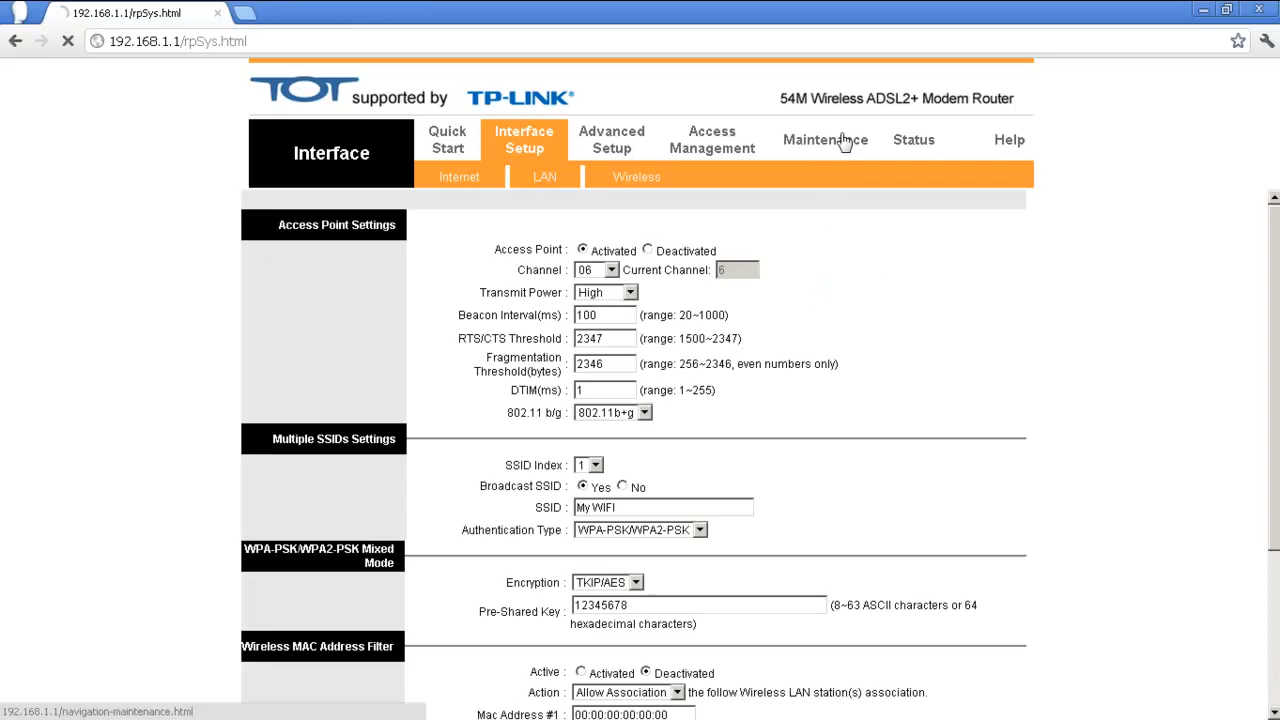 192.168.1.1/rpSys.html
192.168.1.1/rpSys.html
TOT supported by TP-LINK®
54M Wireless ADSL2+ Modem Router
Interface
Quick Start
Interface Setup
Advanced Setup
Access Management
Maintenance
Status
Help
Internet
LAN
Wireless
Access Point Settings
Access Point : Activated Deactivated
Channel : 06 Current Channel: 6
Transmit Power : High
Beacon Interval(ms) : 100 (range: 20~1000)
RTS/CTS Threshold : 2347 (range: 1500~2347)
Fragmentation Threshold(bytes) : 2346 (range: 256~2346, even numbers only)
DTIM(ms) : 1 (range: 1~255)
802.11 b/g : 802.11b+g
Multiple SSIDs Settings
SSID Index : 1
Broadcast SSID : Yes No
SSID : My WIFI
Authentication Type : WPA-PSK/WPA2-PSK
WPA-PSK/WPA2-PSK Mixed
Mode
Encryption : TKIP/AES
Pre-Shared Key : 12345678 (8~63 ASCII characters or 64
hexadecimal characters)
Wireless MAC Address Filter
Active : Activated Deactivated
Action : Allow Association the follow Wireless LAN station(s) association.
Mac Address #1 : 00:00:00:00:00:00
192.168.1.1/navigation-maintenance.html